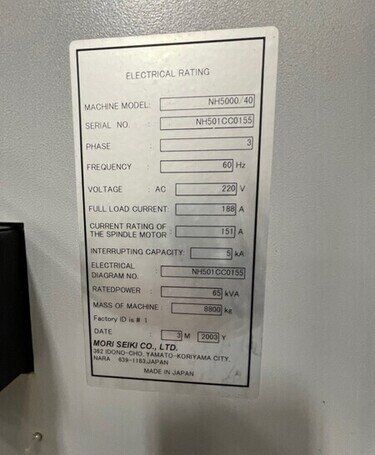 ELECTRICAL RATING
MACHINE MODEL: NH5000/40
SERIAL NO. : NH501CC0155
PHASE : 3
FREQUENCY : 60 Hz
VOLTAGE : AC 220 V
FULL LOAD CURRENT: 188 A
CURRENT RATING OF
THE SPINDLE MOTOR : 151 A
INTERRUPTING CAPACITY: 5 kA
ELECTRICAL
DIAGRAM NO. : NH501CC0155
RATEDPOWER : 65 kVA
MASS OF MACHINE : 8800 kg
Factory ID is # 1
DATE : 3 M 2003 Y
MORI SEIKI CO., LTD.
362 IDONO-CHO, YAMATO-KORIYAMA CITY,
NARA 639-1183,JAPAN
MADE IN JAPAN